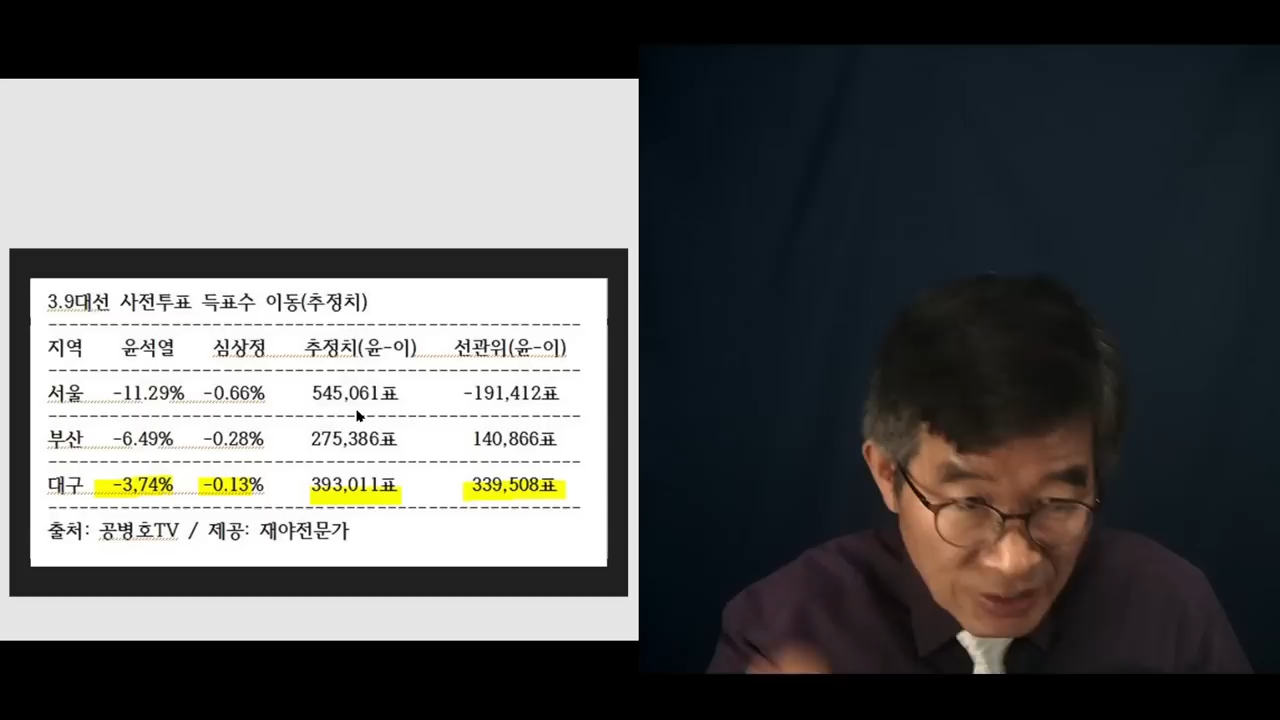 3.9대선 사전투표 득표수 이동(추정치)
지역 윤석열 심상정 추정치(윤-이) 선관위(윤-이)
서울 -11.29% -0.66% 545,061표 -191,412표
부산 -6.49% -0.28% 275,386표 140,866표
대구 -3,74% -0.13% 393,011표 339,508표
출처: 공병호TV / 제공: 재야전문가